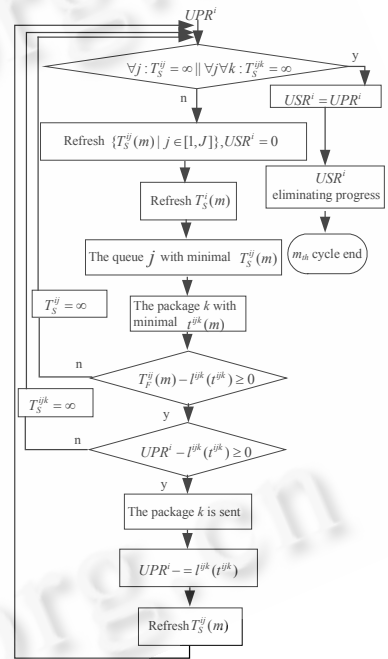 UPR^i
∀j : T_S^{ij} = ∞ || ∀j∀k : T_S^{ijk} = ∞
y
n
USR^i = UPR^i
Refresh {T_S^{ij}(m) | j ∈ [1, J]}, USR^i = 0
USR^i
eliminating progress
Refresh T_S^i(m)
The queue j with minimal T_S^{ij}(m)
m_{th} cycle end
T_S^{ij} = ∞
The package k with
minimal t^{ijk}(m)
n
T_F^{ij}(m) − l^{ijk}(t^{ijk}) ≥ 0
T_S^{ijk} = ∞
y
n
UPR^i − l^{ijk}(t^{ijk}) ≥ 0
y
The package k is sent
UPR^i − = l^{ijk}(t^{ijk})
Refresh T_S^{ij}(m)